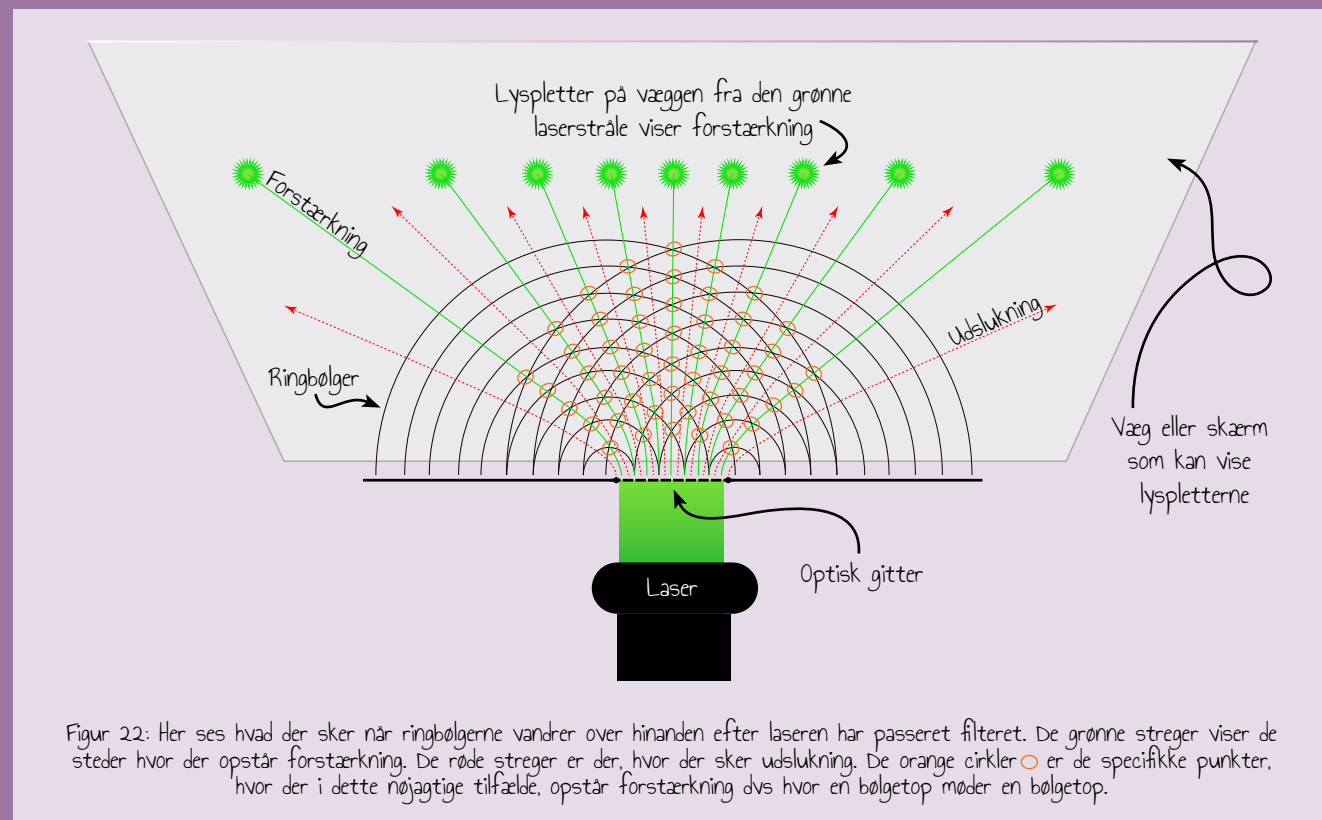 Lyspletter på væggen fra den grønne
laserstråle viser forstærkning
Forstærkning
Udslukning
Ringbølger
Væg eller skærm
som kan vise
lyspletterne
Optisk gitter
Laser
Figur 22: Her ses hvad der sker når ringbølgerne vandrer over hinanden efter laseren har passeret filteret. De grønne streger viser de
steder hvor der opstår forstærkning. De røde streger er der, hvor der sker udslukning. De orange cirkler er de specifikke punkter,
hvor der i dette nøjagtige tilfælde, opstår forstærkning dvs hvor en bølgetop møder en bølgetop.